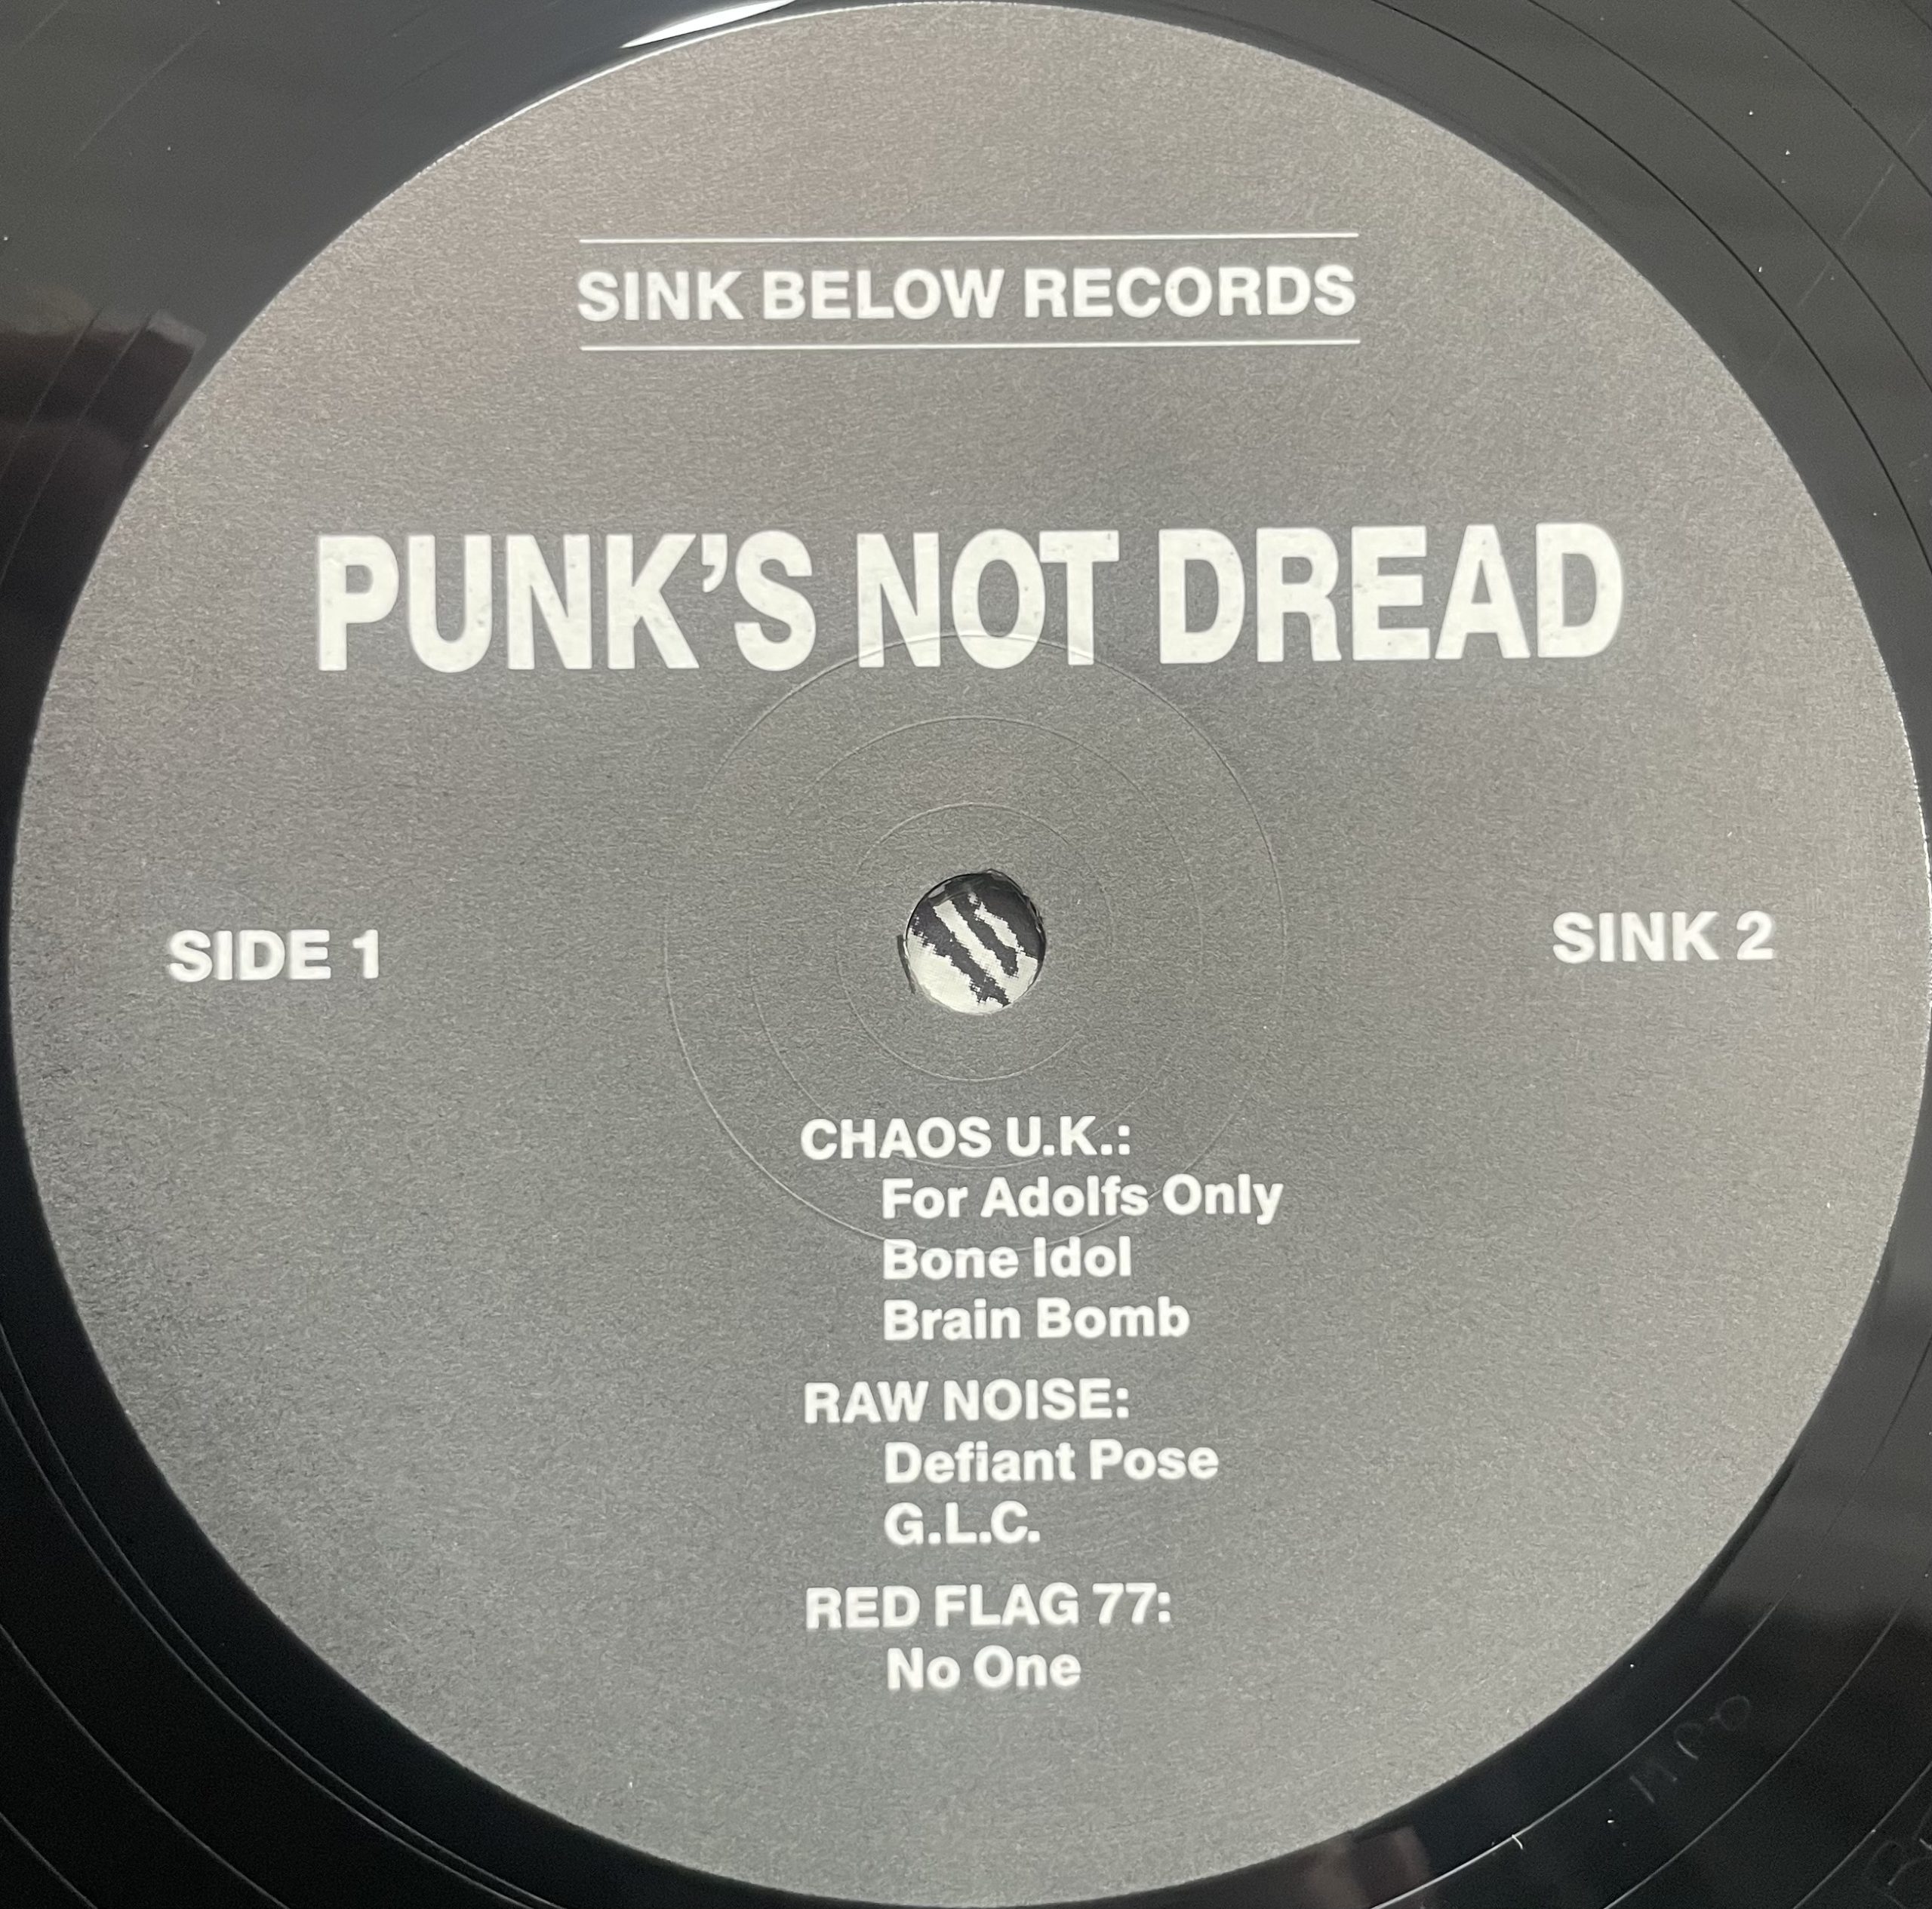 SINK BELOW RECORDS
PUNK’S NOT DREAD
SIDE 1
SINK 2
CHAOS U.K.:
For Adolfs Only
Bone Idol
Brain Bomb
RAW NOISE:
Defiant Pose
G.L.C.
RED FLAG 77:
No One
MPO